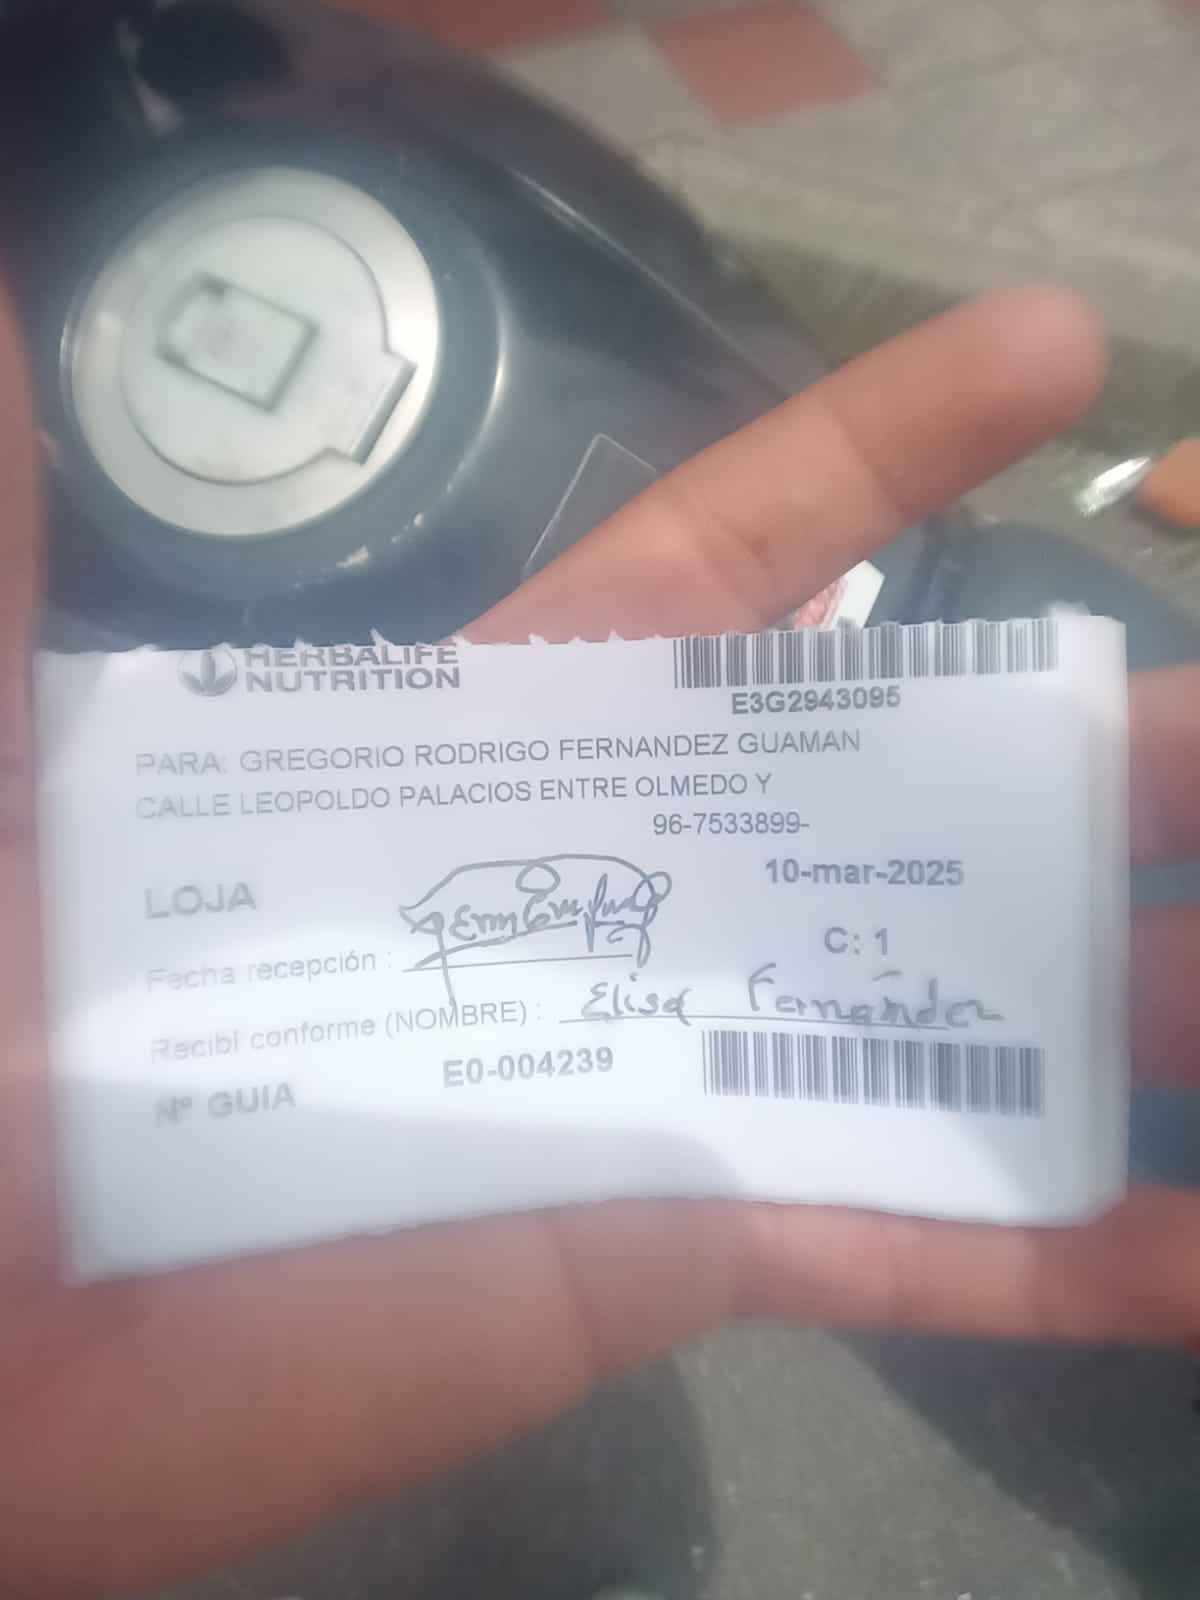 HERBALIFE
NUTRITION
E3G2943095
PARA: GREGORIO RODRIGO FERNANDEZ GUAMAN
CALLE LEOPOLDO PALACIOS ENTRE OLMEDO Y
96-7533899-
LOJA
10-mar-2025
Fecha recepción :
C: 1
Recibí conforme (NOMBRE) : Elisa Fernández
Nº GUIA E0-004239